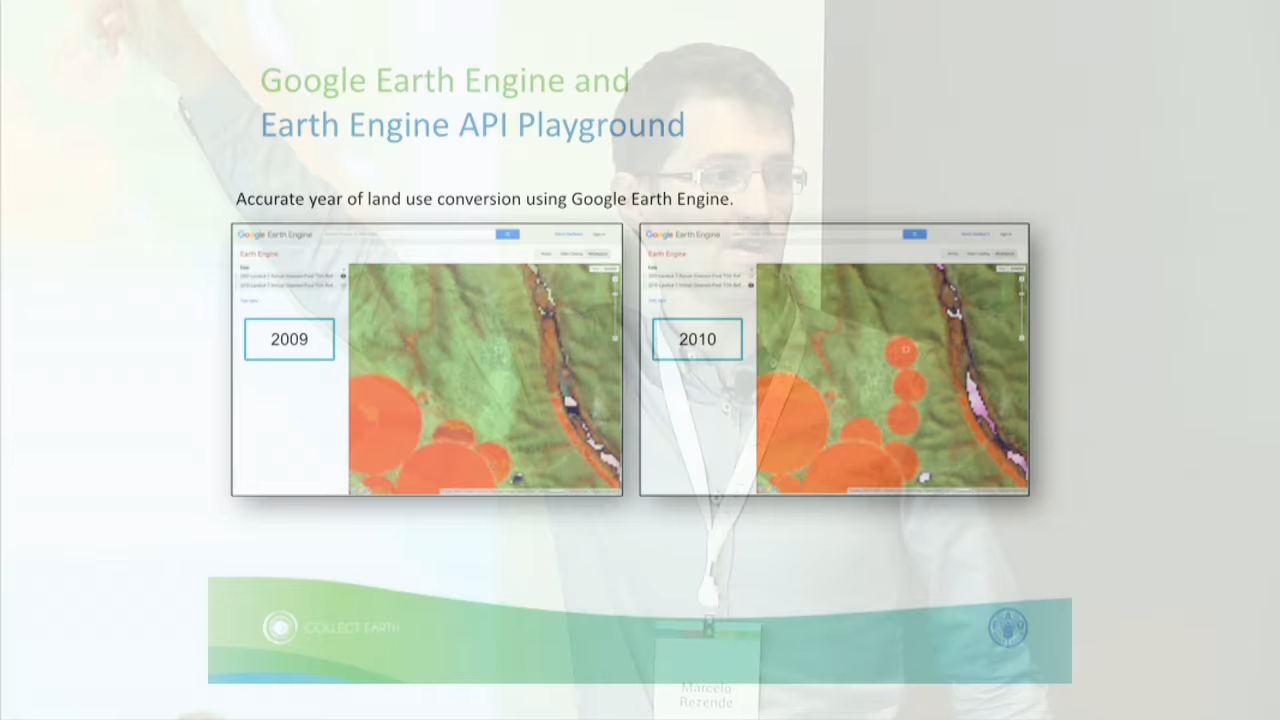 Google Earth Engine and
Earth Engine API Playground
Accurate year of land use conversion using Google Earth Engine.
Google Earth Engine
Google Earth Engine
Earth Engine
Earth Engine
2009
2010
COLLECT EARTH
FAO
Marcelo
Rezende